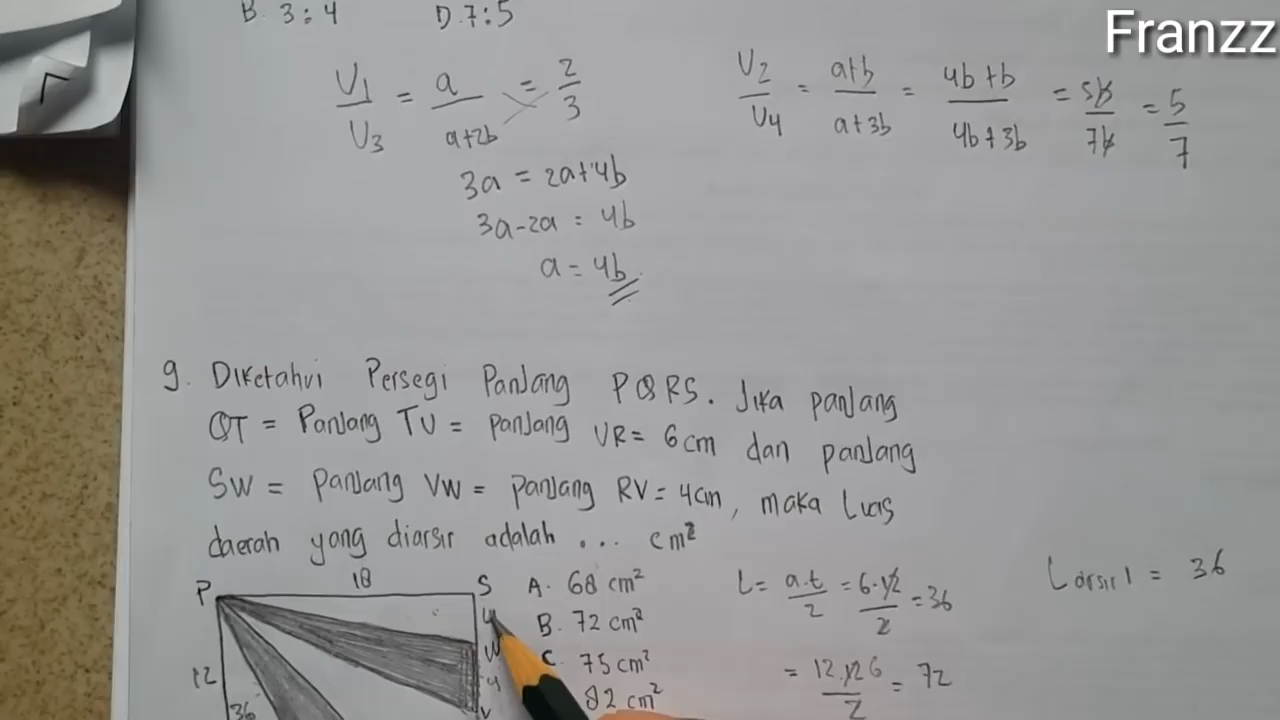 Franzz
B. 3:4 D. 7:5
V1/V3 = a/(a+2b) = 2/3
3a = 2a+4b
3a-2a = 4b
a = 4b
V2/V4 = (a+b)/(a+3b) = (4b+b)/(4b+3b) = 5b/7b = 5/7
9. Diketahui Persegi Panjang PQRS. Jika panjang
QT = Panjang TU = panjang UR = 6cm dan panjang
SW = panjang VW = panjang RV = 4cm, maka Luas
daerah yang diarsir adalah ... cm²
P 18 S
4
W
4
V
12
36
A. 68 cm²
B. 72 cm²
C. 75 cm²
82 cm²
L = a.t/2 = 6.12/2 = 36
= 12.12 6/2 = 72
L arsir 1 = 36